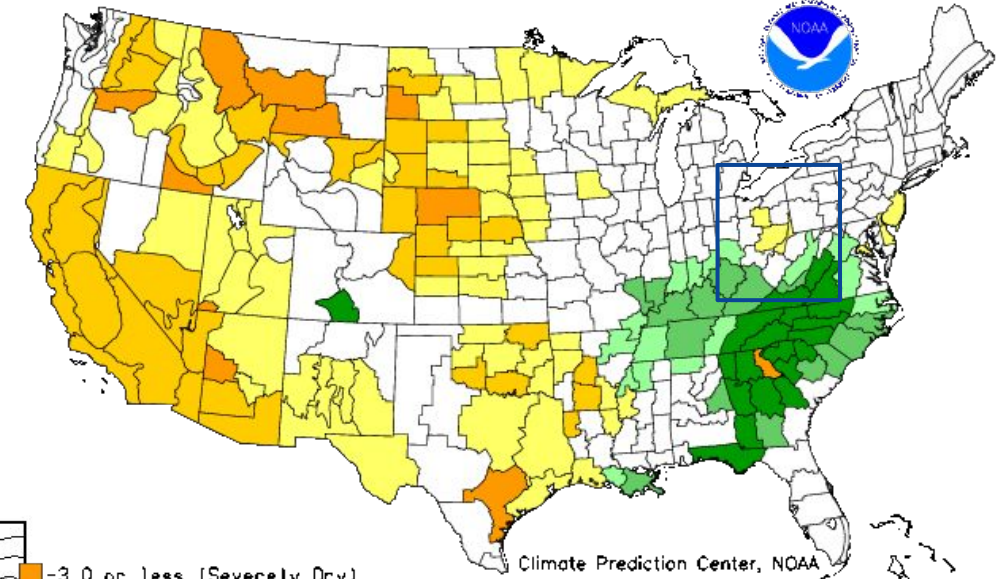 NOAA
Climate Prediction Center, NOAA
-3.0 or less (Severely Dry)